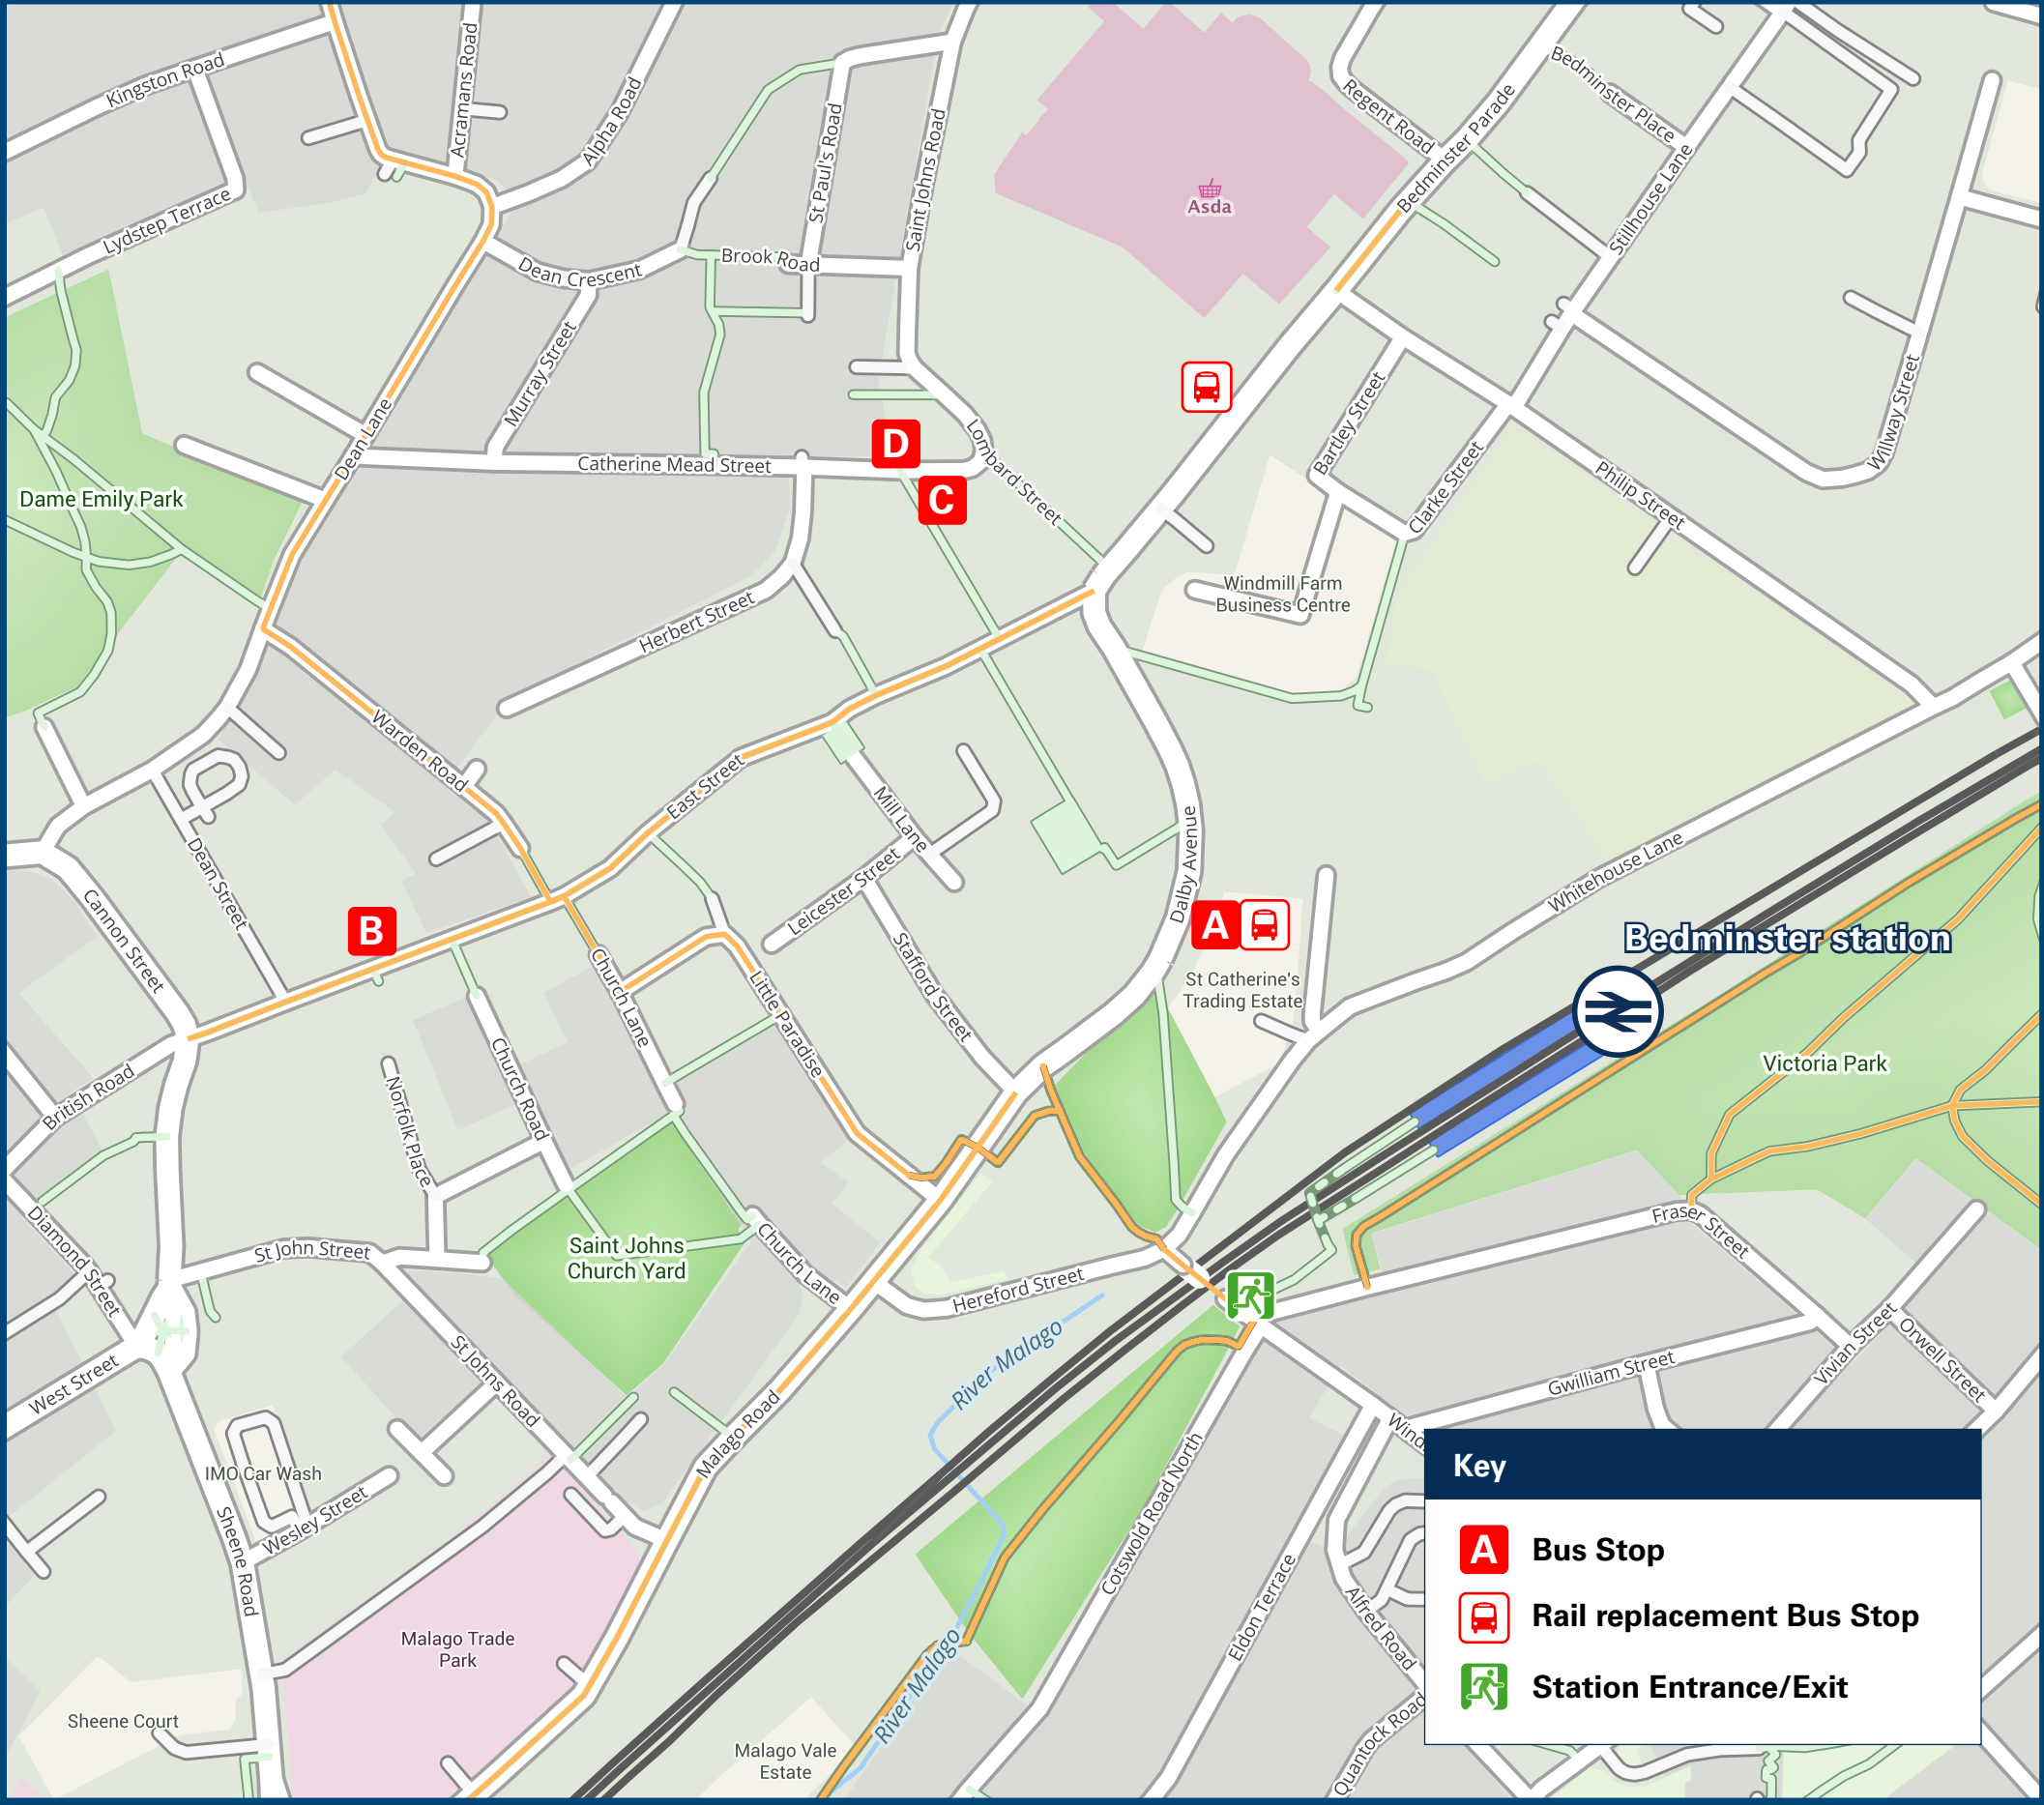 Kingston Road
Acramans Road
Alpha Road
St Paul's Road
Saint Johns Road
Regent Road
Bedminster Parade
Bedminster Place
Stillhouse Lane
Asda
Lydstep Terrace
Dean Crescent
Brook Road
Murray Street
Dean Lane
Bartley Street
Willway Street
D
Lombard Street
Catherine Mead Street
Clarke Street
Philip Street
C
Dame Emily Park
Windmill Farm
Business Centre
Herbert Street
Warden Road
East Street
Mill Lane
Dean Street
Leicester Street
Dalby Avenue
Whitehouse Lane
Cannon Street
B
A
Bedminster station
Church Lane
Little Paradise
Stafford Street
St Catherine's
Trading Estate
Victoria Park
British Road
Norfolk Place
Church Road
Diamond Street
St John Street
Saint Johns
Church Yard
Church Lane
Hereford Street
Fraser Street
River Malago
Vivian Street
Orwell Street
Gwilliam Street
West Street
St Johns Road
Malago Road
Cotswold Road North
IMO Car Wash
Wesley Street
Sheene Road
Eldon Terrace
Alfred Road
Malago Trade
Park
River Malago
Sheene Court
Malago Vale
Estate
Quantock Road
Key
A Bus Stop
Rail replacement Bus Stop
Station Entrance/Exit